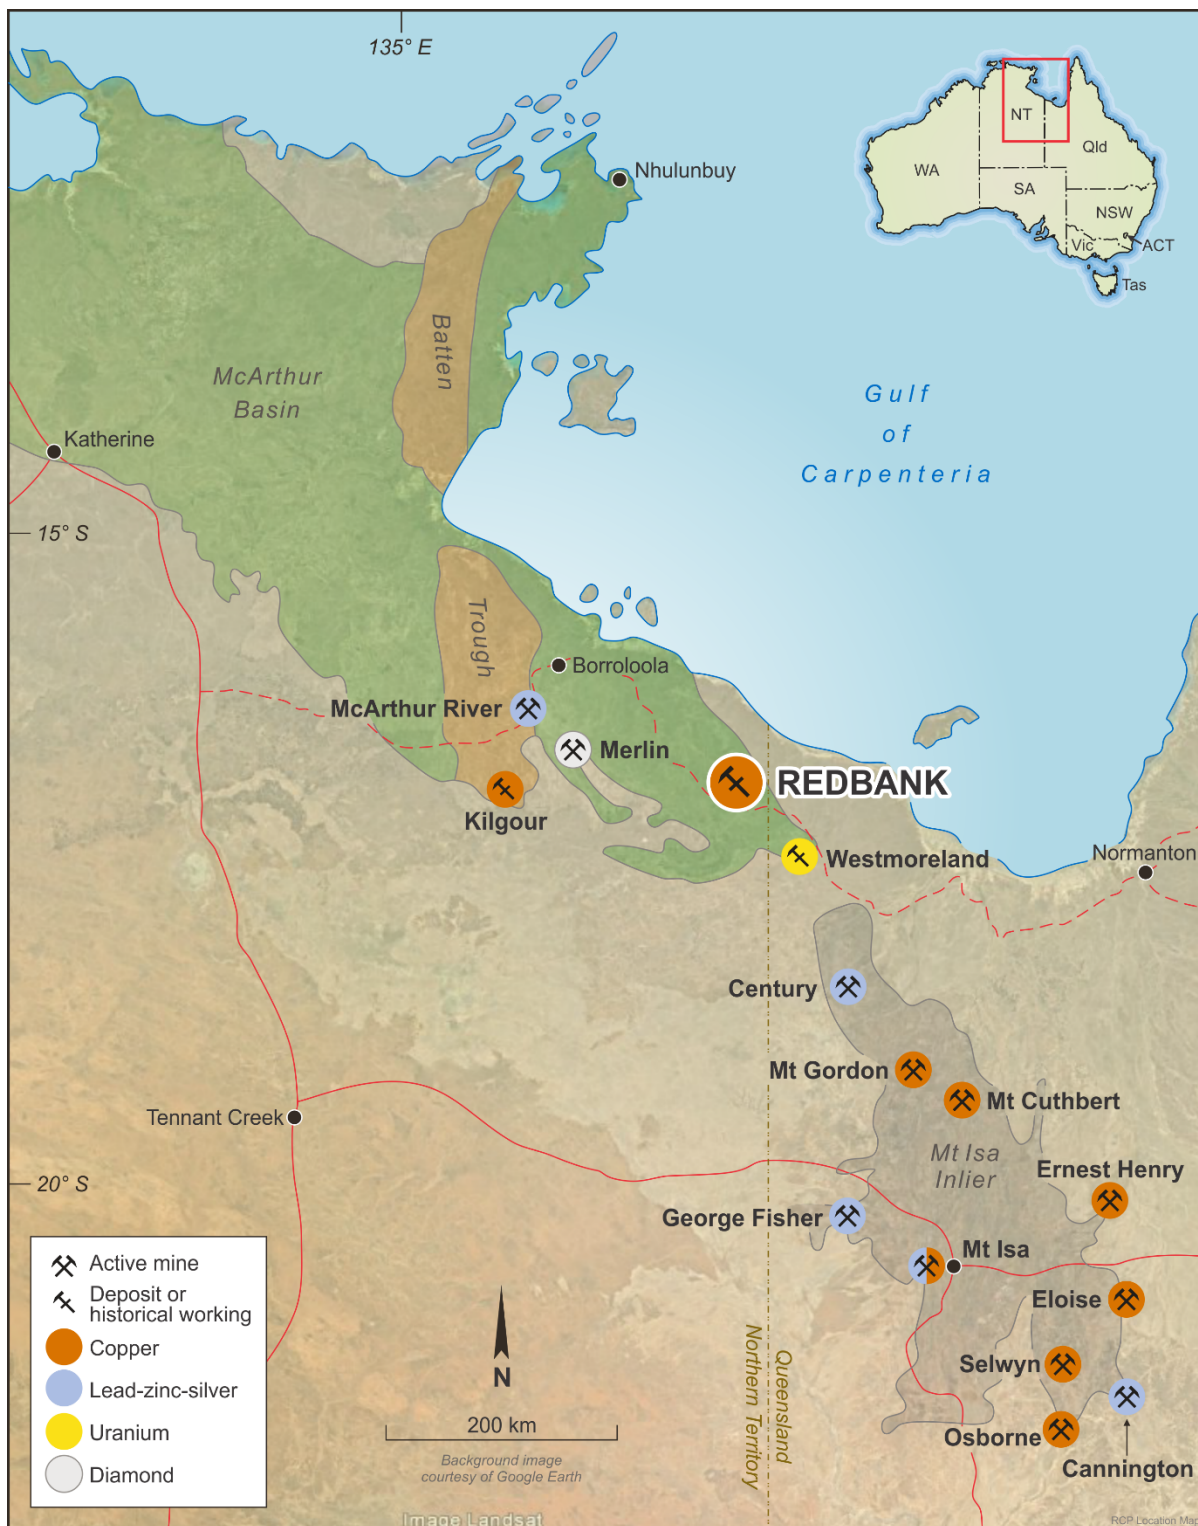 135° E
NT
Qld
WA
SA
NSW
Vic
ACT
Tas
Nhulunbuy
Batten
McArthur
Basin
Gulf
of
Carpenteria
Katherine
15° S
Trough
Borroloola
McArthur River
Merlin
REDBANK
Kilgour
Westmoreland
Normanton
Century
Mt Gordon
Mt Cuthbert
Tennant Creek
Mt Isa
Inlier
Ernest Henry
20° S
George Fisher
Mt Isa
Eloise
Selwyn
Osborne
Cannington
Northern Territory
Queensland
Active mine
Deposit or
historical working
Copper
Lead-zinc-silver
Uranium
Diamond
N
200 km
Background image
courtesy of Google Earth
Image Landsat
RCP Location Map